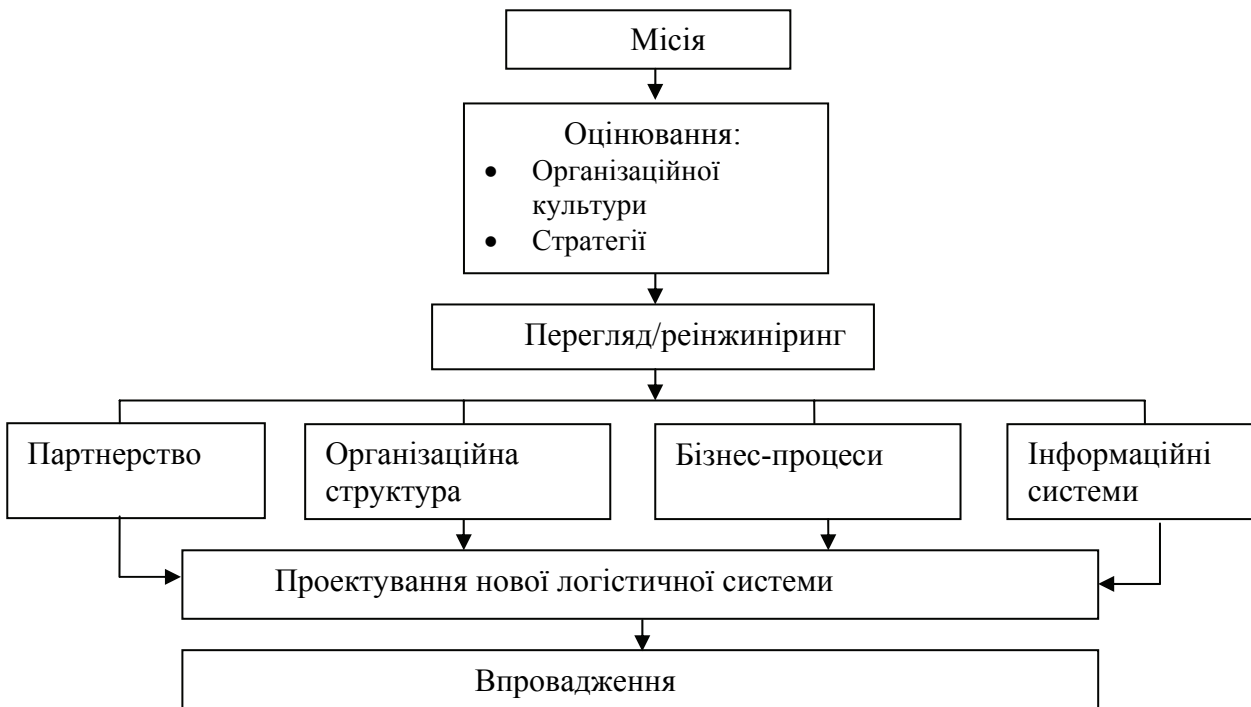 Місія
Оцінювання:
• Організаційної
культури
• Стратегії
Перегляд/реінжиніринг
Партнерство
Організаційна
структура
Бізнес-процеси
Інформаційні
системи
Проектування нової логістичної системи
Впровадження